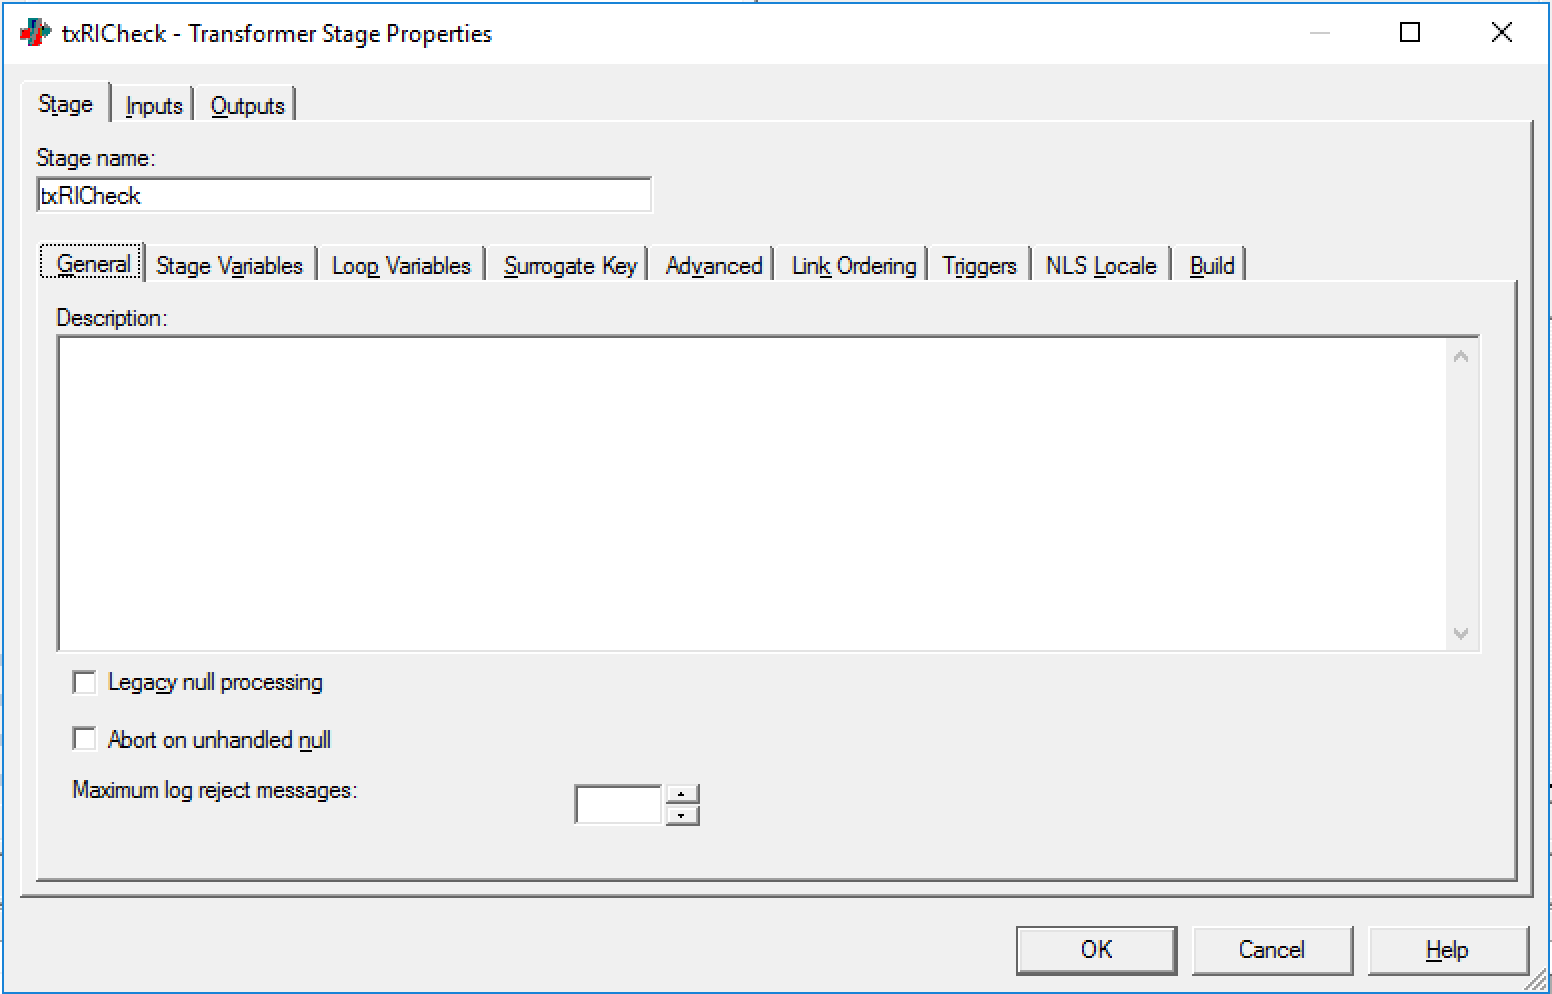 txRICheck - Transformer Stage Properties
Stage Inputs Outputs
Stage name:
txRICheck
General Stage Variables Loop Variables Surrogate Key Advanced Link Ordering Triggers NLS Locale Build
Description:
Legacy null processing
Abort on unhandled null
Maximum log reject messages:
OK Cancel Help